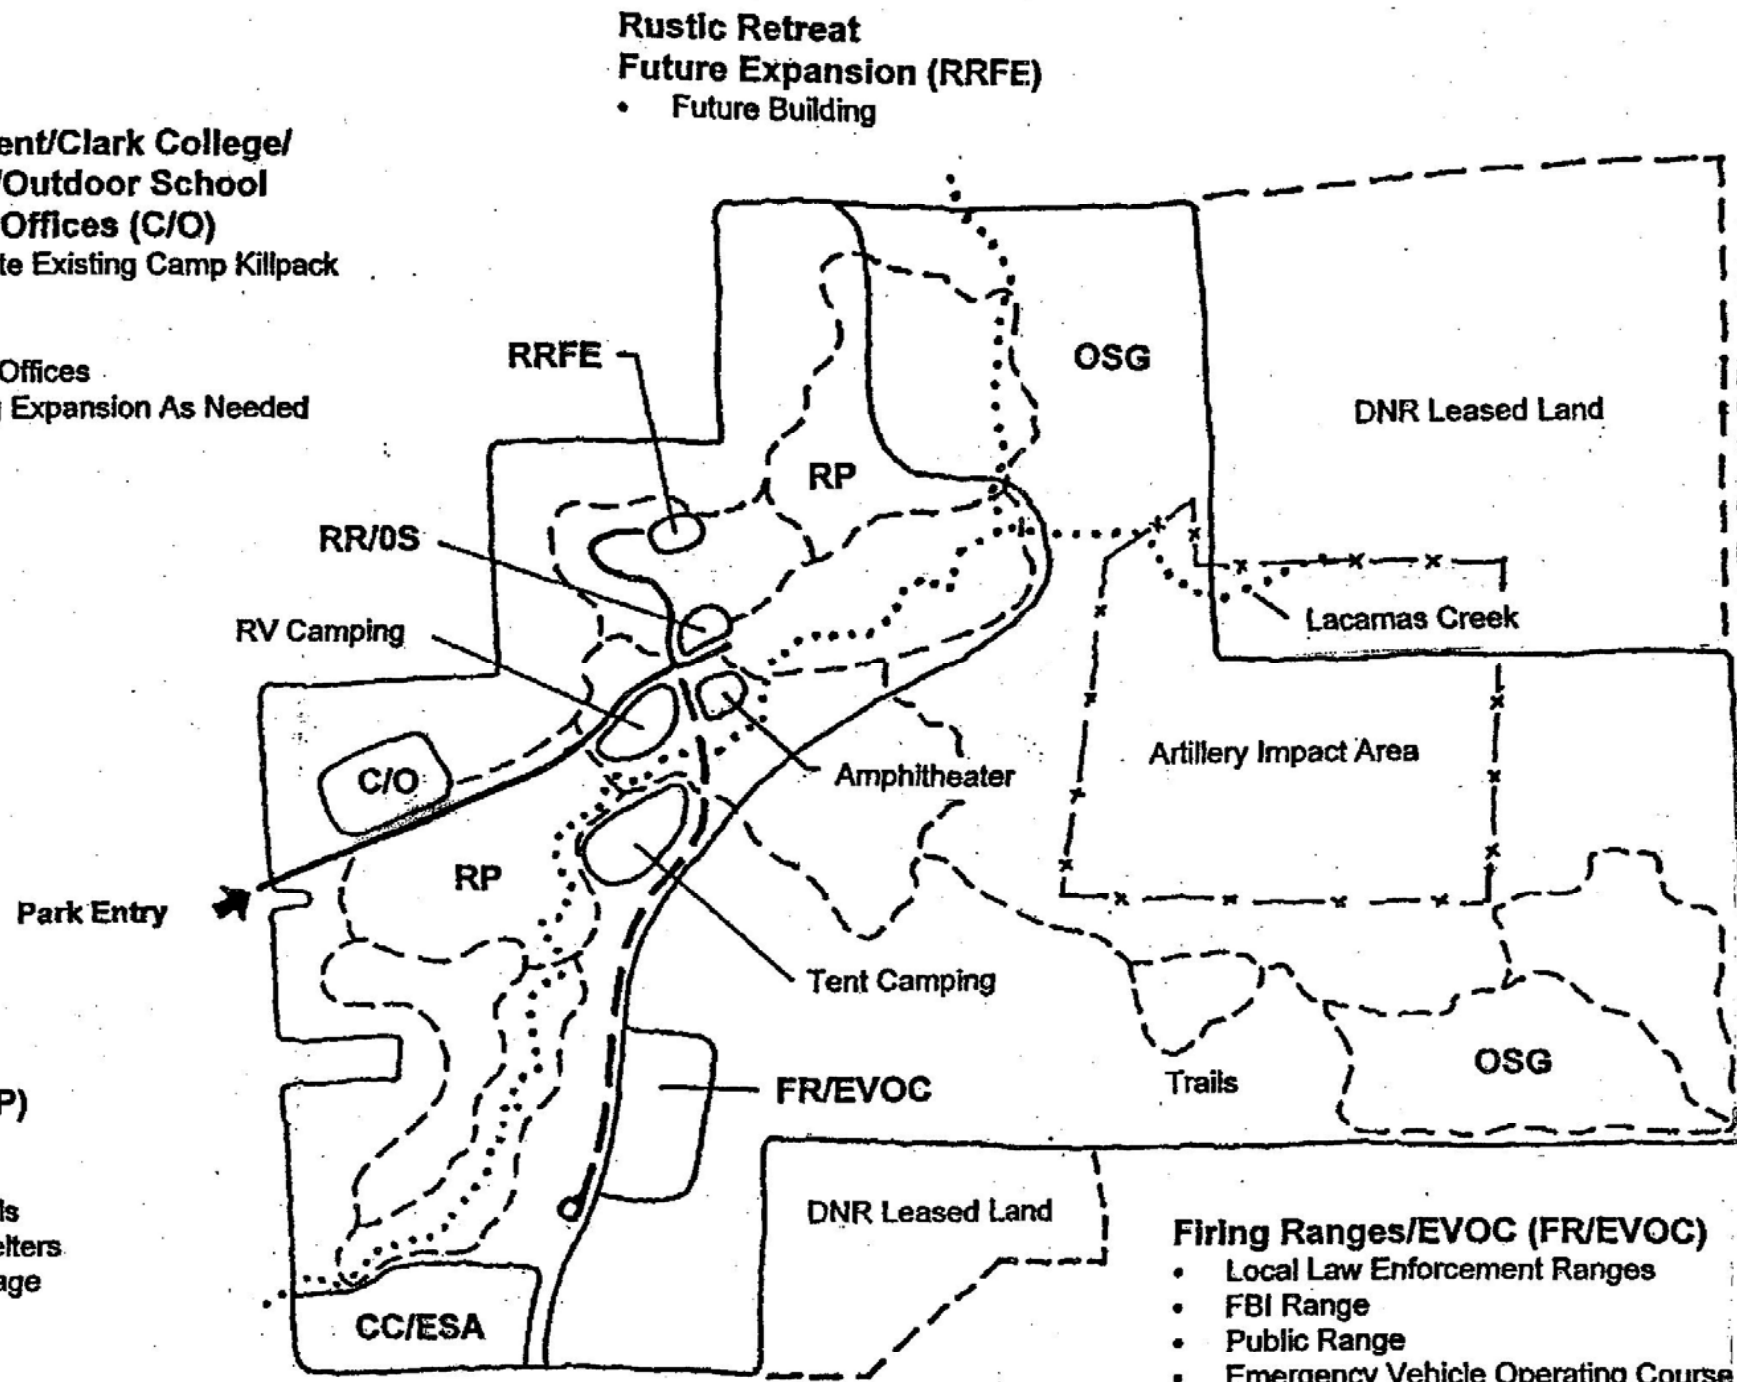 Rustic Retreat
Future Expansion (RRFE)
• Future Building
ent/Clark College/
/Outdoor School
Offices (C/O)
te Existing Camp Killpack
Offices
g Expansion As Needed
RRFE
OSG
DNR Leased Land
RP
RR/0S
RV Camping
Lacamas Creek
C/O
Amphitheater
Artillery Impact Area
RP
Park Entry
Tent Camping
FR/EVOC
Trails
OSG
P)
ls
elters
age
DNR Leased Land
CC/ESA
Firing Ranges/EVOC (FR/EVOC)
• Local Law Enforcement Ranges
• FBI Range
• Public Range
• Emergency Vehicle Operating Course